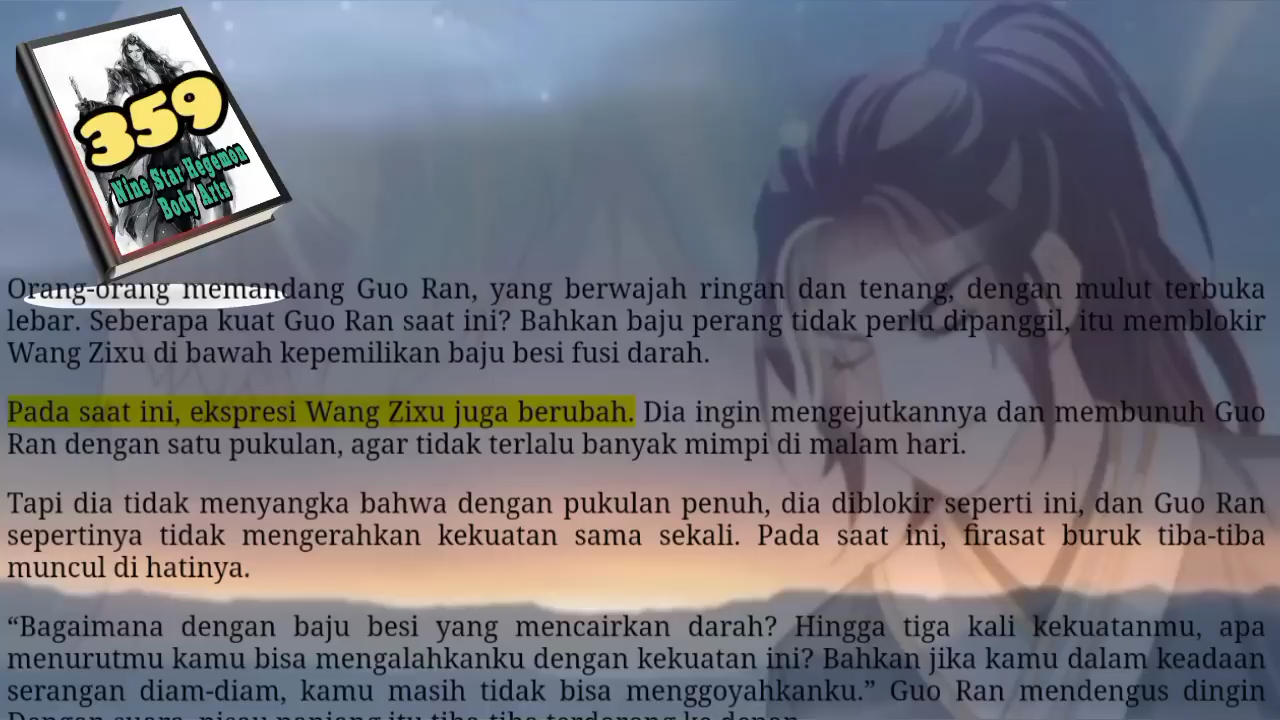 359
Nine Star Hegemon
Body Arts
Orang-orang memandang Guo Ran, yang berwajah ringan dan tenang, dengan mulut terbuka
lebar. Seberapa kuat Guo Ran saat ini? Bahkan baju perang tidak perlu dipanggil, itu memblokir
Wang Zixu di bawah kepemilikan baju besi fusi darah.
Pada saat ini, ekspresi Wang Zixu juga berubah. Dia ingin mengejutkannya dan membunuh Guo
Ran dengan satu pukulan, agar tidak terlalu banyak mimpi di malam hari.
Tapi dia tidak menyangka bahwa dengan pukulan penuh, dia diblokir seperti ini, dan Guo Ran
sepertinya tidak mengerahkan kekuatan sama sekali. Pada saat ini, firasat buruk tiba-tiba
muncul di hatinya.
“Bagaimana dengan baju besi yang mencairkan darah? Hingga tiga kali kekuatanmu, apa
menurutmu kamu bisa mengalahkanku dengan kekuatan ini? Bahkan jika kamu dalam keadaan
serangan diam-diam, kamu masih tidak bisa menggoyahkanku.” Guo Ran mendengus dingin